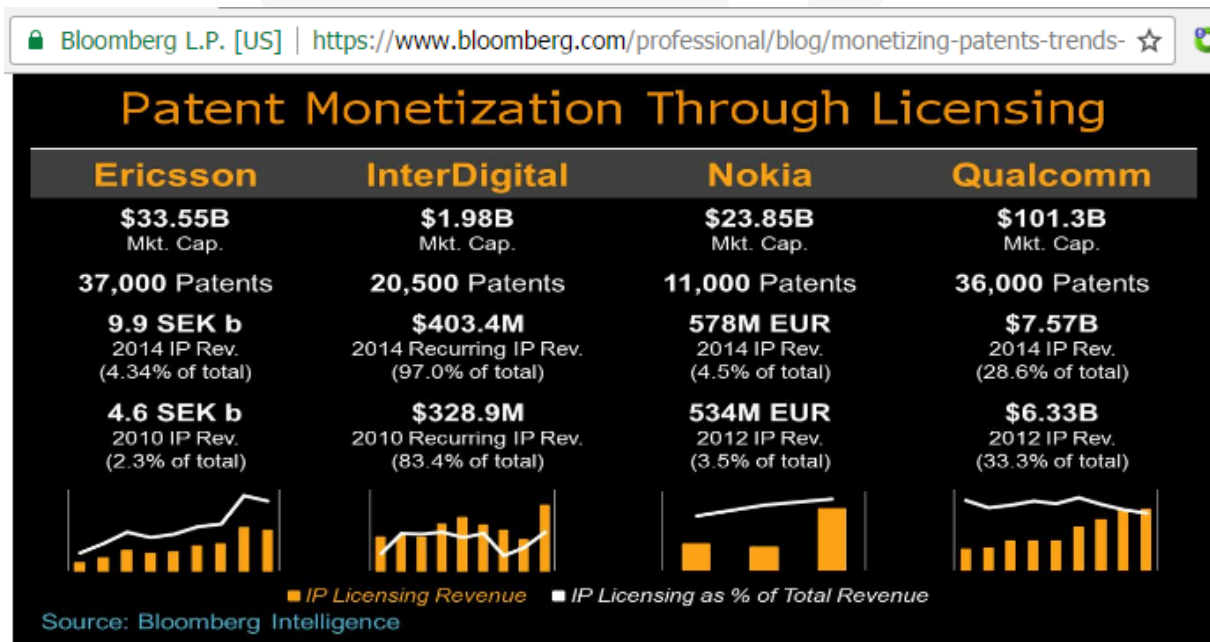 Bloomberg L.P. [US] | https://www.bloomberg.com/professional/blog/monetizing-patents-trends-
Patent Monetization Through Licensing
Ericsson InterDigital Nokia Qualcomm
$33.55B $1.98B $23.85B $101.3B
Mkt. Cap. Mkt. Cap. Mkt. Cap. Mkt. Cap.
37,000 Patents 20,500 Patents 11,000 Patents 36,000 Patents
9.9 SEK b $403.4M 578M EUR $7.57B
2014 IP Rev. 2014 Recurring IP Rev. 2014 IP Rev. 2014 IP Rev.
(4.34% of total) (97.0% of total) (4.5% of total) (28.6% of total)
4.6 SEK b $328.9M 534M EUR $6.33B
2010 IP Rev. 2010 Recurring IP Rev. 2012 IP Rev. 2012 IP Rev.
(2.3% of total) (83.4% of total) (3.5% of total) (33.3% of total)
IP Licensing Revenue IP Licensing as % of Total Revenue
Source: Bloomberg Intelligence